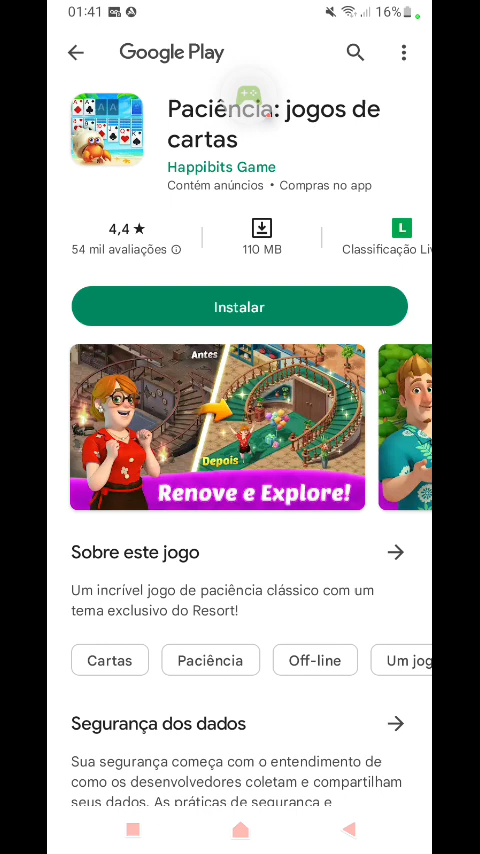 01:41
16%
Google Play
Paciência: jogos de
cartas
Happibits Game
Contém anúncios • Compras no app
4,4 ★
54 mil avaliações
110 MB
L
Classificação Liv
Instalar
Antes
Depois
Renove e Explore!
Sobre este jogo
Um incrível jogo de paciência clássico com um
tema exclusivo do Resort!
Cartas
Paciência
Off-line
Um jog
Segurança dos dados
Sua segurança começa com o entendimento de
como os desenvolvedores coletam e compartilham
seus dados. As práticas de segurança e